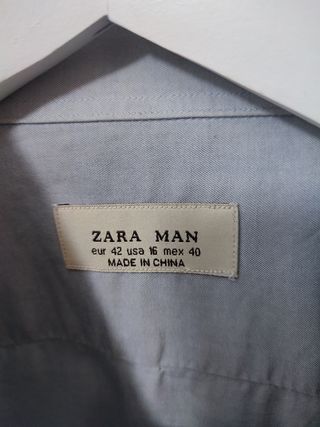 ZARA MAN
eur 42 usa 16 mex 40
MADE IN CHINA